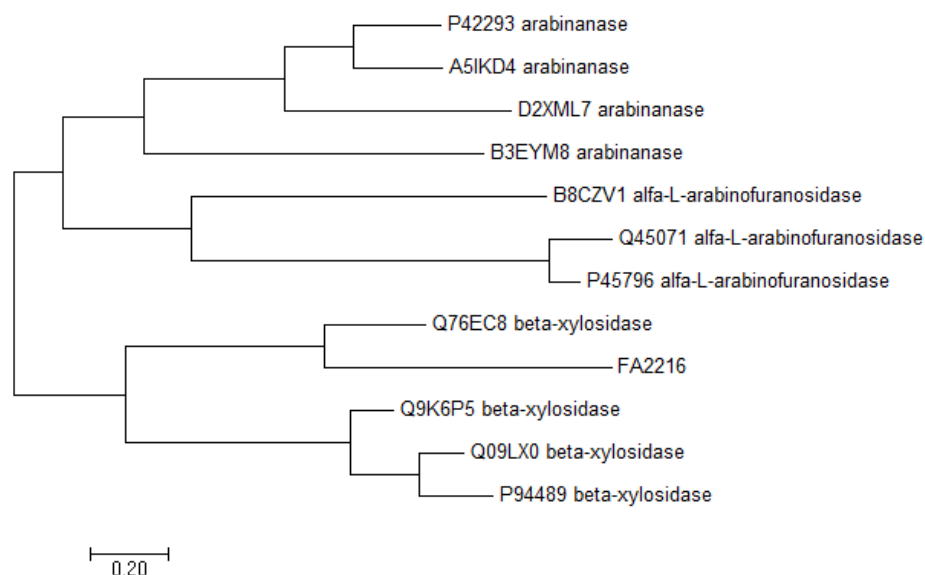 P42293 arabinanase
A5IKD4 arabinanase
D2XML7 arabinanase
B3EYM8 arabinanase
B8CZV1 alfa-L-arabinofuranosidase
Q45071 alfa-L-arabinofuranosidase
P45796 alfa-L-arabinofuranosidase
Q76EC8 beta-xylosidase
FA2216
Q9K6P5 beta-xylosidase
Q09LX0 beta-xylosidase
P94489 beta-xylosidase
0.20